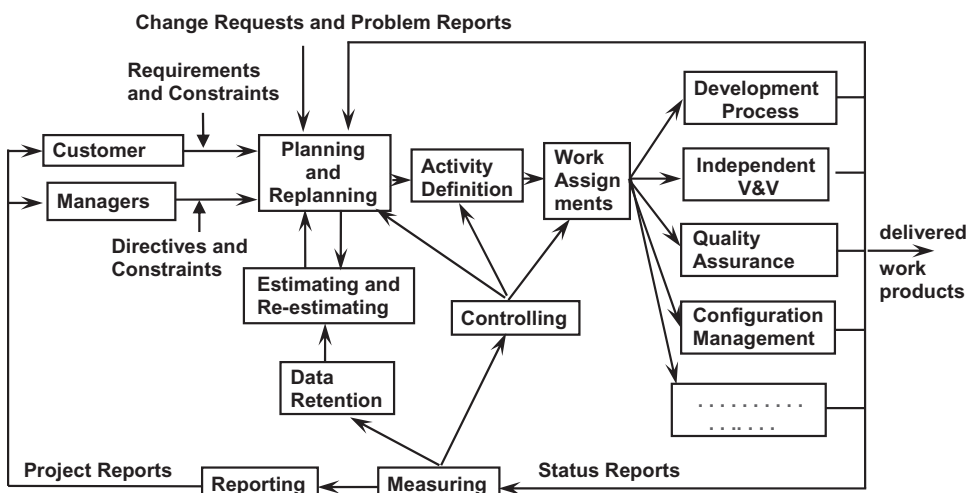 Change Requests and Problem Reports
Requirements
and Constraints
Customer
Managers
Directives and
Constraints
Planning
and
Replanning
Activity
Definition
Work
Assign
ments
Development
Process
Independent
V&V
Quality
Assurance
Configuration
Management
. . . . . . . . . .
. . .. . . .
delivered
work
products
Estimating and
Re-estimating
Controlling
Data
Retention
Project Reports
Reporting
Measuring
Status Reports